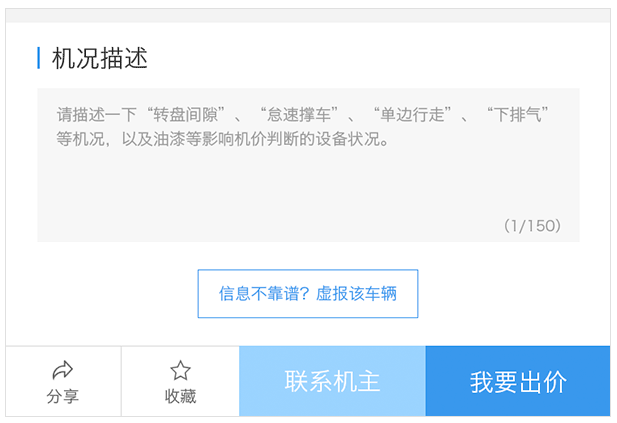 机况描述
请描述一下“转盘间隙”、“怠速撑车”、“单边行走”、“下排气”
等机况，以及油漆等影响机价判断的设备状况。
（1/150）
信息不靠谱？虚报该车辆
分享
收藏
联系机主
我要出价